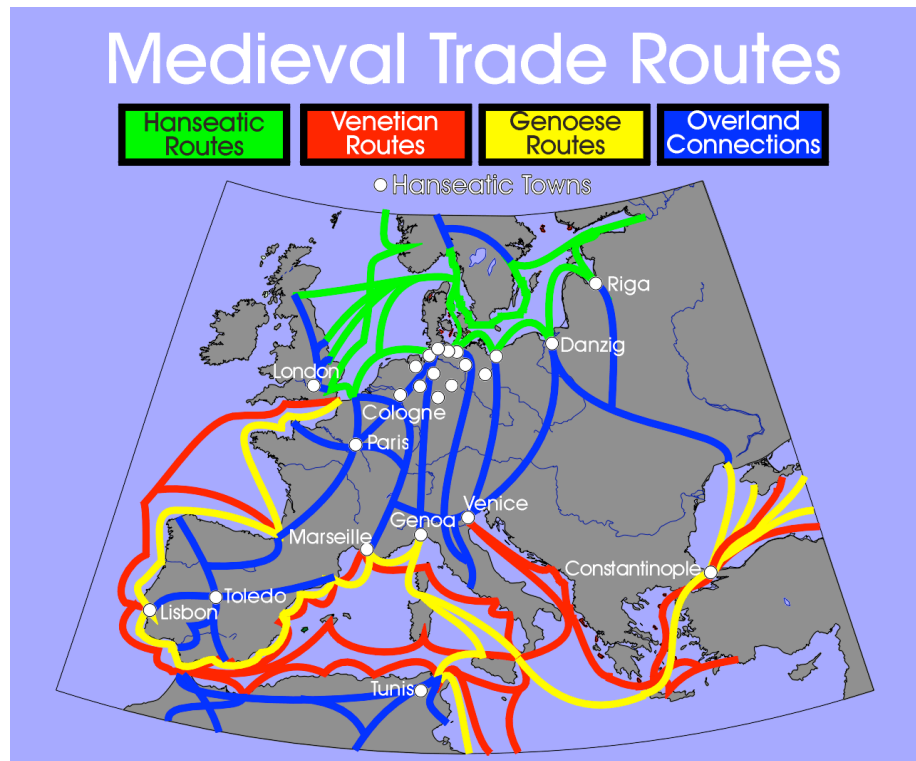 Medieval Trade Routes
Hanseatic
Routes
Venetian
Routes
Genoese
Routes
Overland
Connections
Hanseatic Towns
Riga
Danzig
London
Cologne
Paris
Venice
Genoa
Marseille
Constantinople
Toledo
Lisbon
Tunis